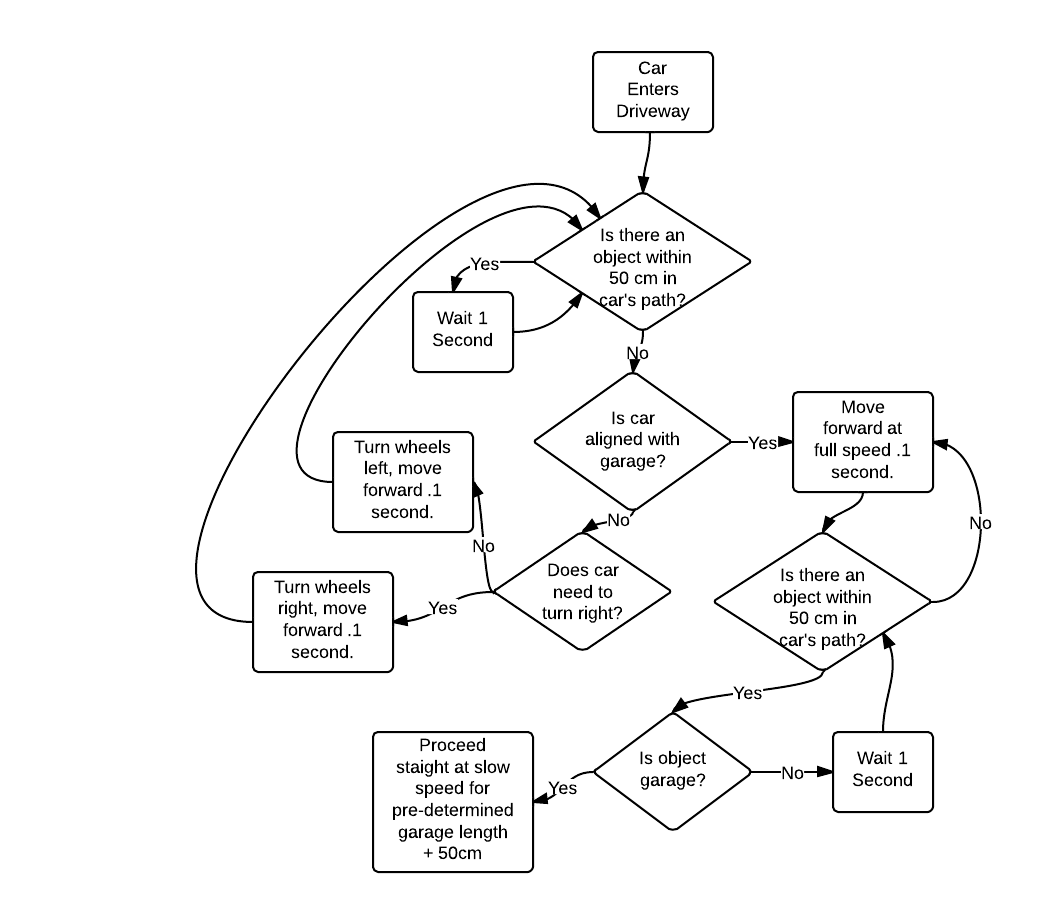 Car
Enters
Driveway
Is there an
object within
50 cm in
car's path?
Yes
Wait 1
Second
No
Is car
aligned with
garage?
Yes
Move
forward at
full speed .1
second.
No
Turn wheels
left, move
forward .1
second.
No
Does car
need to
turn right?
Yes
Turn wheels
right, move
forward .1
second.
No
Is there an
object within
50 cm in
car's path?
Yes
Is object
garage?
No
Wait 1
Second
Yes
Proceed
staight at slow
speed for
pre-determined
garage length
+ 50cm